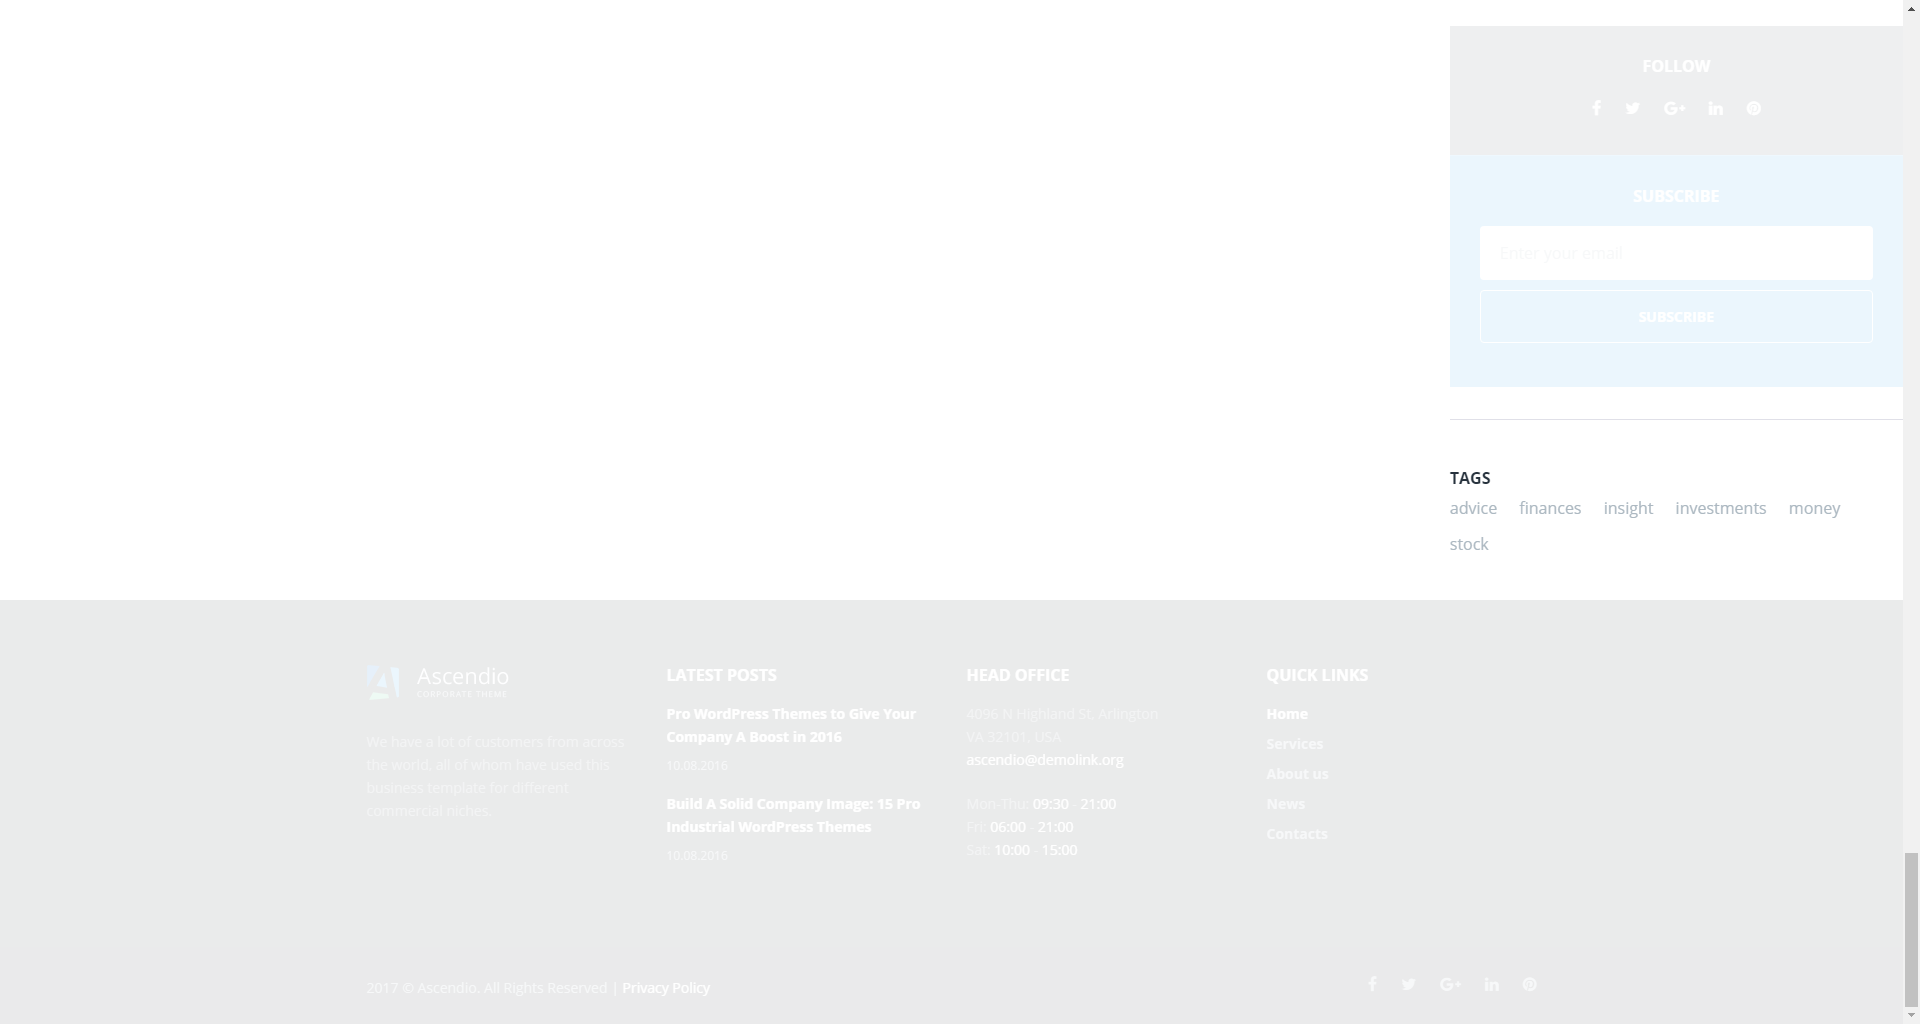 FOLLOW
SUBSCRIBE
Enter your email
SUBSCRIBE
TAGS
advice finances insight investments money
stock
Ascendio
CORPORATE THEME
We have a lot of customers from across
the world, all of whom have used this
business template for different
commercial niches.
LATEST POSTS
Pro WordPress Themes to Give Your
Company A Boost in 2016
10.08.2016
Build A Solid Company Image: 15 Pro
Industrial WordPress Themes
10.08.2016
HEAD OFFICE
4096 N Highland St, Arlington
VA 32101, USA
ascendio@demolink.org
Mon-Thu: 09:30 - 21:00
Fri: 06:00 - 21:00
Sat: 10:00 - 15:00
QUICK LINKS
Home
Services
About us
News
Contacts
2017 © Ascendio. All Rights Reserved | Privacy Policy